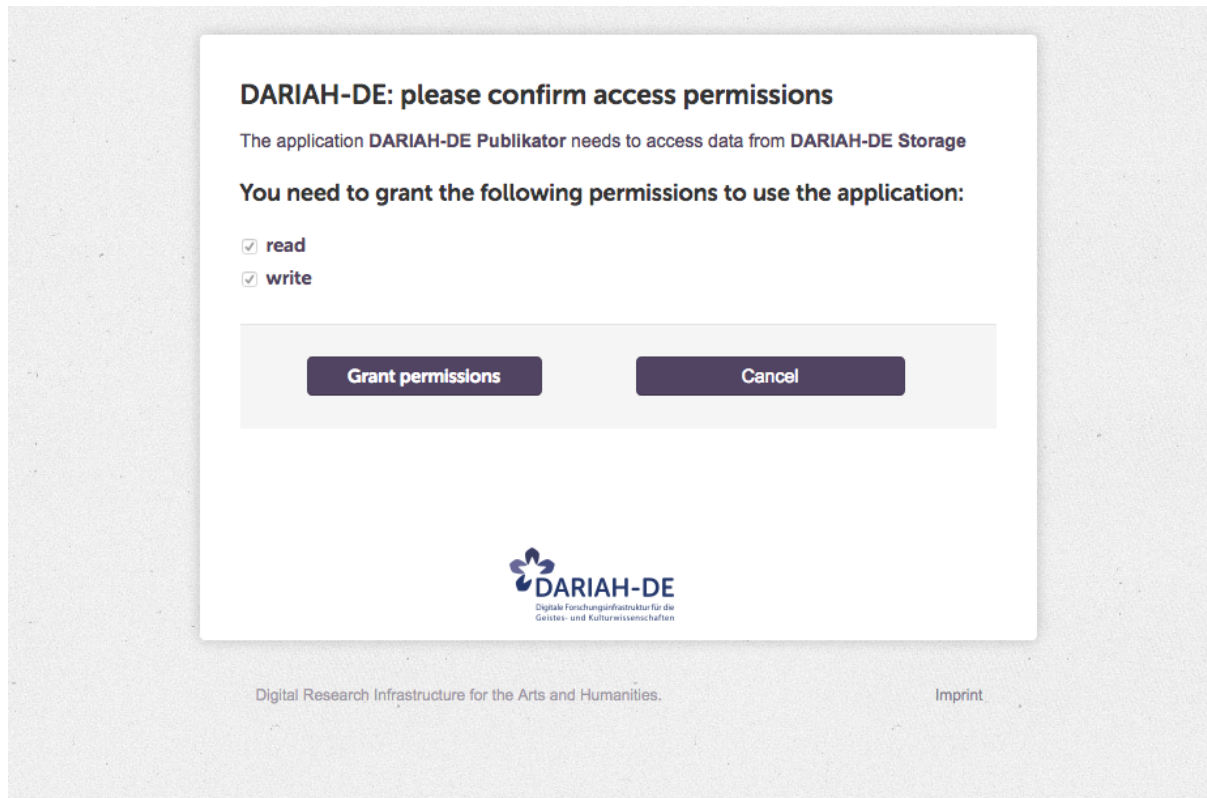 DARIAH-DE: please confirm access permissions
The application DARIAH-DE Publikator needs to access data from DARIAH-DE Storage
You need to grant the following permissions to use the application:
read
write
Grant permissions Cancel
DARIAH-DE
Digitale Forschungsinfrastruktur für die
Geistes- und Kulturwissenschaften
Digital Research Infrastructure for the Arts and Humanities. Imprint